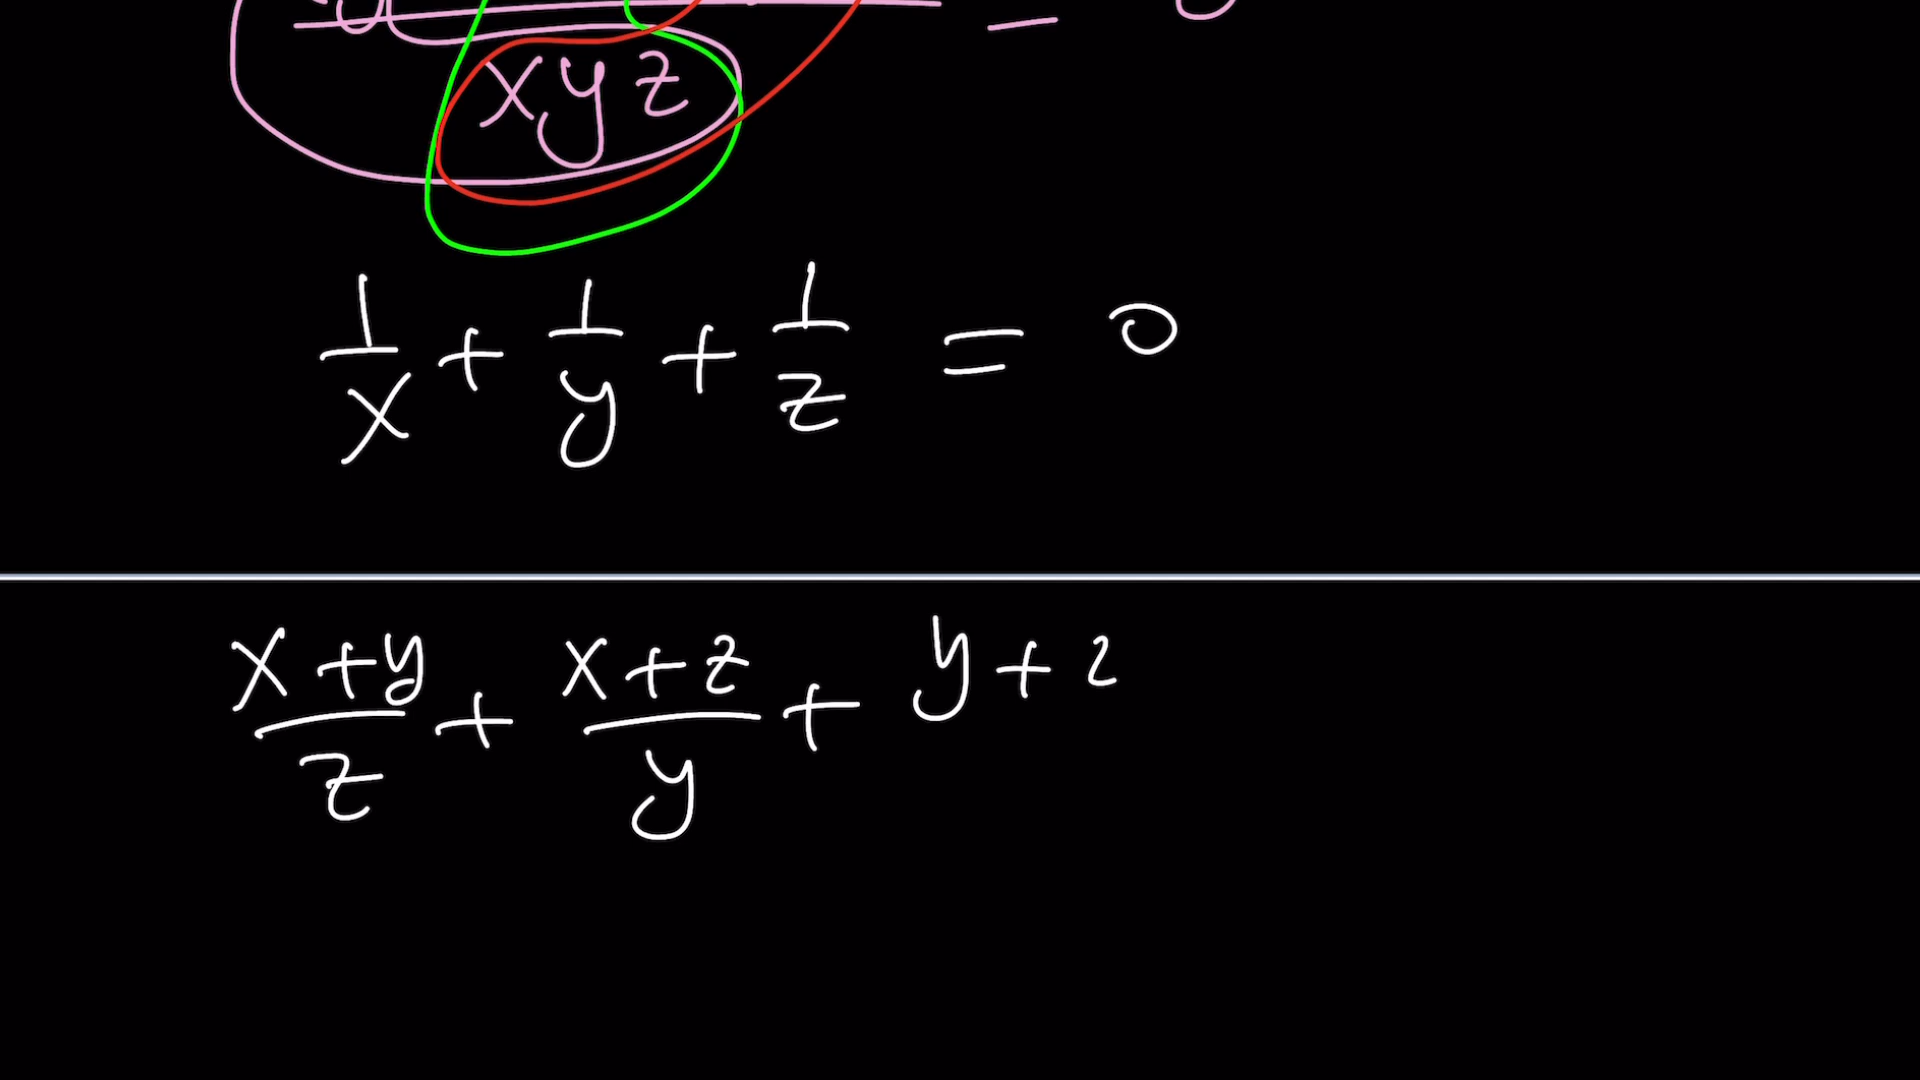 xyz
1/x + 1/y + 1/z = 0
x+y/z + x+z/y + y+z